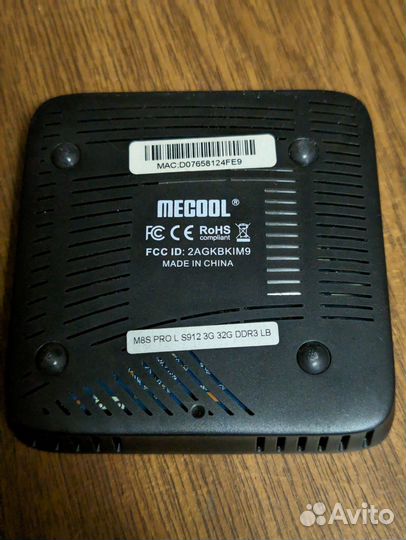 MAC:D07658124FE9
MECOOL®
FC CE RoHS compliant
FCC ID: 2AGKBKIM9
MADE IN CHINA
M8S PRO L S912 3G 32G DDR3 LB
Avito